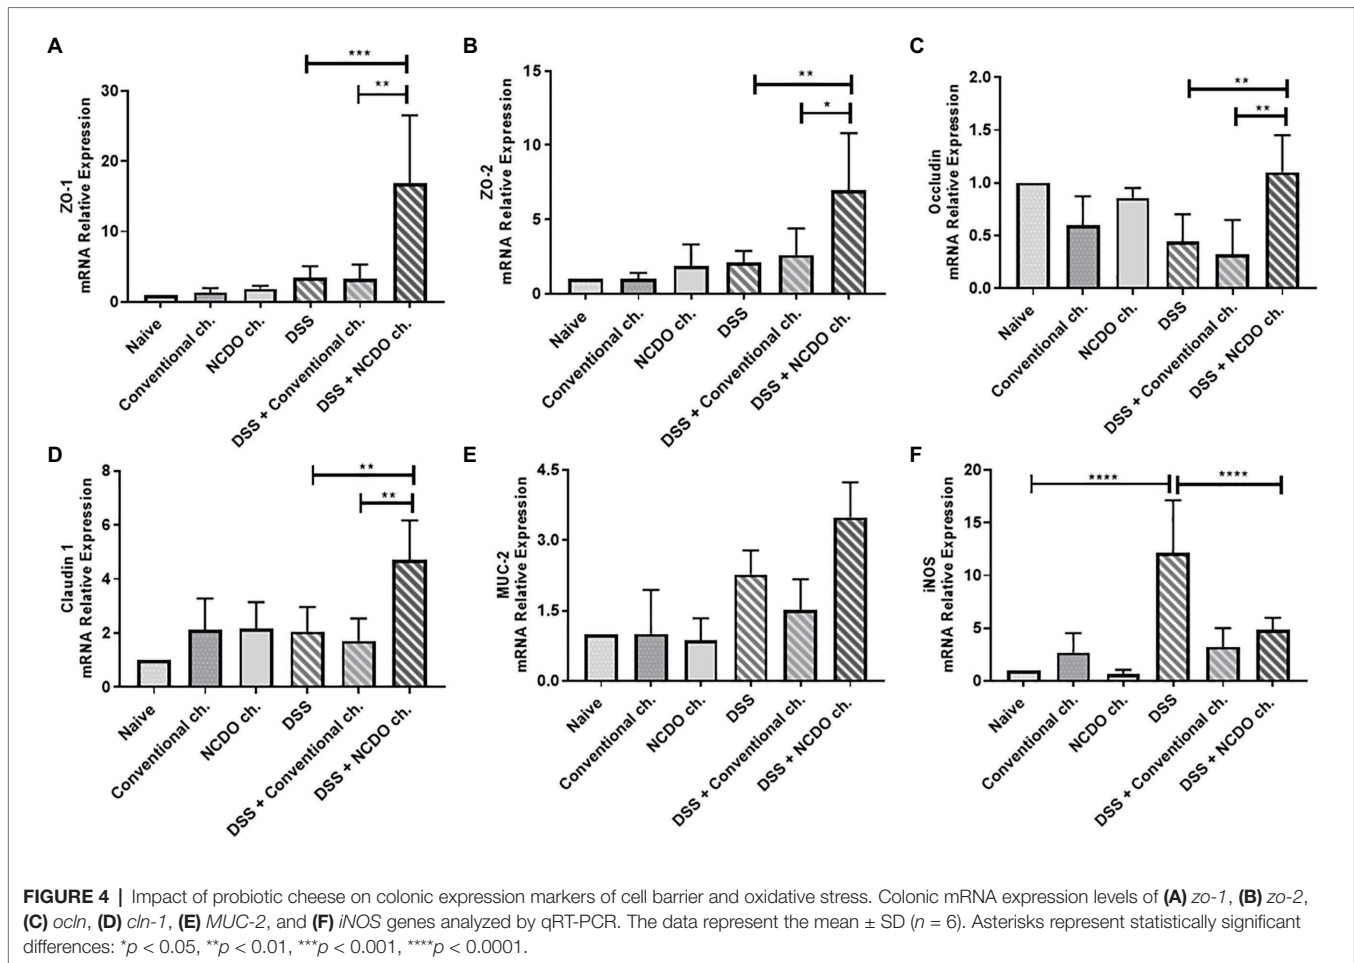 A
ZO-1
mRNA Relative Expression
30
20
10
0
***
**
Naive
Conventional ch.
NCDO ch.
DSS
DSS + Conventional ch.
DSS + NCDO ch.
B
ZO-2
mRNA Relative Expression
15
10
5
0
**
*
Naive
Conventional ch.
NCDO ch.
DSS
DSS + Conventional ch.
DSS + NCDO ch.
C
Occludin
mRNA Relative Expression
2.0
1.5
1.0
0.5
0.0
**
**
Naive
Conventional ch.
NCDO ch.
DSS
DSS + Conventional ch.
DSS + NCDO ch.
D
Claudin 1
mRNA Relative Expression
8
6
4
2
0
**
**
Naive
Conventional ch.
NCDO ch.
DSS
DSS + Conventional ch.
DSS + NCDO ch.
E
MUC-2
mRNA Relative Expression
4.5
3.0
1.5
0.0
Naive
Conventional ch.
NCDO ch.
DSS
DSS + Conventional ch.
DSS + NCDO ch.
F
iNOS
mRNA Relative Expression
20
15
10
5
0
****
****
Naive
Conventional ch.
NCDO ch.
DSS
DSS + Conventional ch.
DSS + NCDO ch.
FIGURE 4 | Impact of probiotic cheese on colonic expression markers of cell barrier and oxidative stress. Colonic mRNA expression levels of (A) zo-1, (B) zo-2,
(C) ocln, (D) cln-1, (E) MUC-2, and (F) iNOS genes analyzed by qRT-PCR. The data represent the mean ± SD (n = 6). Asterisks represent statistically significant
differences: *p < 0.05, **p < 0.01, ***p < 0.001, ****p < 0.0001.